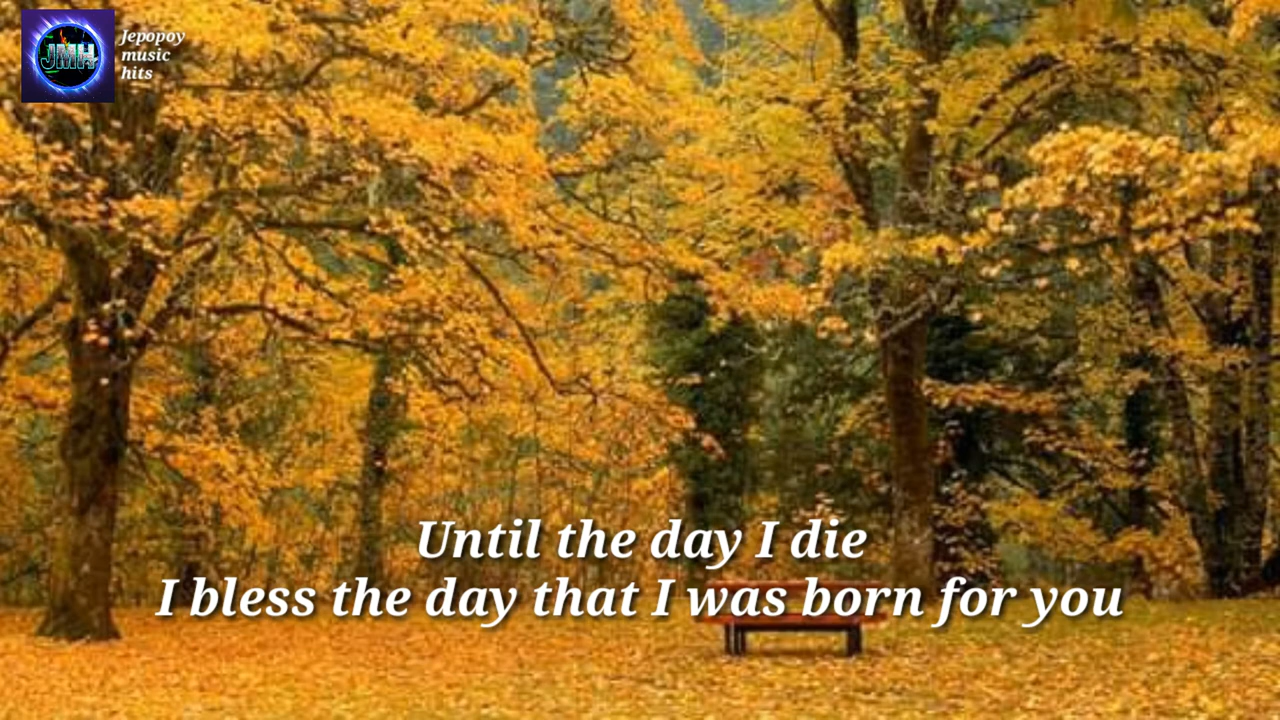 JMH
Jepopoy
music
hits
Until the day I die
I bless the day that I was born for you